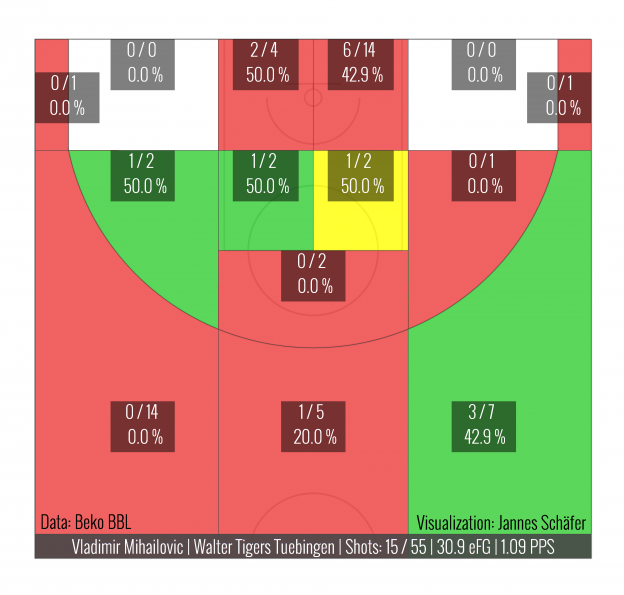 0 / 0
2 / 4
6 / 14
0 / 0
0.0 %
50.0 %
42.9 %
0.0 %
0 / 1
0 / 1
0.0 %
0.0 %
1 / 2
1 / 2
1 / 2
0 / 1
50.0 %
50.0 %
50.0 %
0.0 %
0 / 2
0.0 %
0 / 14
1 / 5
3 / 7
0.0 %
20.0 %
42.9 %
Data: Beko BBL
Visualization: Jannes Schäfer
Vladimir Mihailovic | Walter Tigers Tuebingen | Shots: 15 / 55 | 30.9 eFG | 1.09 PPS